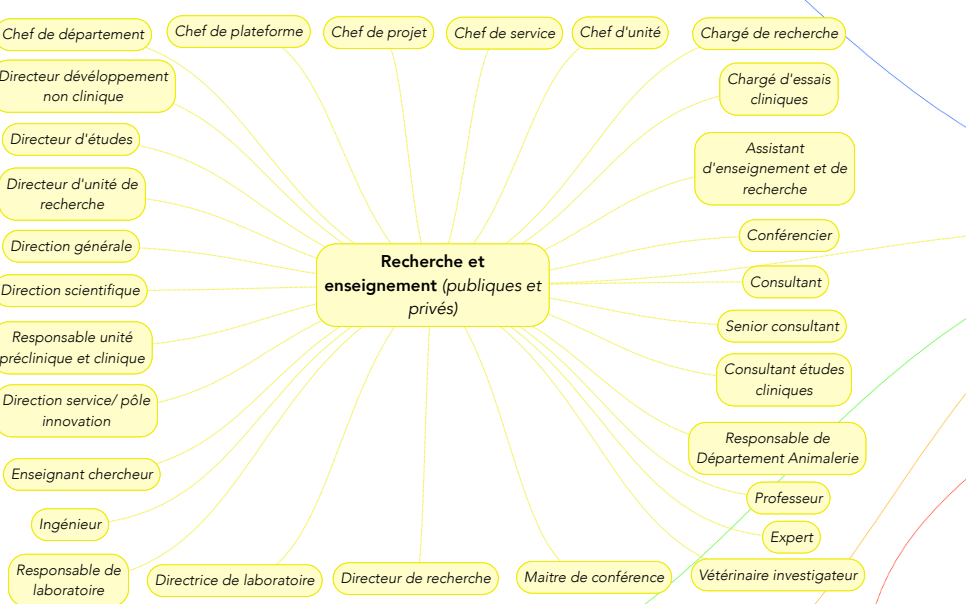 Chef de département
Chef de plateforme
Chef de projet
Chef de service
Chef d'unité
Chargé de recherche
Directeur dévéloppement
non clinique
Chargé d'essais
cliniques
Directeur d'études
Assistant
d'enseignement et de
recherche
Directeur d'unité de
recherche
Direction générale
Conférencier
Recherche et
enseignement (publiques et
privés)
Direction scientifique
Consultant
Senior consultant
Responsable unité
préclinique et clinique
Consultant études
cliniques
Direction service/ pôle
innovation
Responsable de
Département Animalerie
Enseignant chercheur
Professeur
Ingénieur
Expert
Responsable de
laboratoire
Directrice de laboratoire
Directeur de recherche
Maitre de conférence
Vétérinaire investigateur